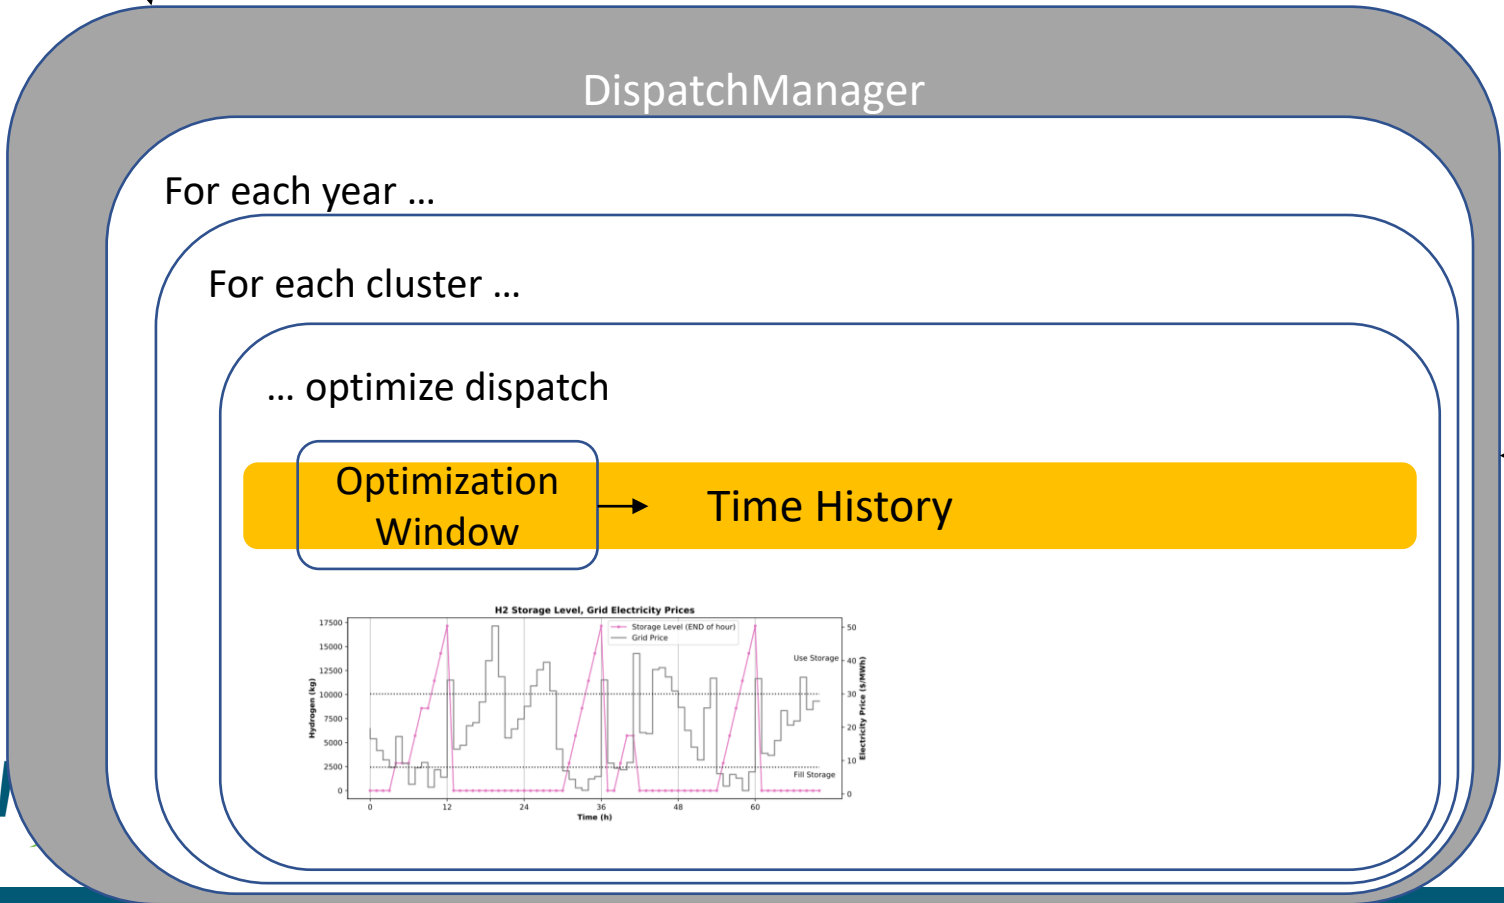 DispatchManager
For each year ...
For each cluster ...
... optimize dispatch
Optimization
Window
Time History
H2 Storage Level, Grid Electricity Prices
Storage Level (END of hour)
Grid Price
Use Storage
Fill Storage
Hydrogen (kg)
17500
15000
12500
10000
7500
5000
2500
0
Electricity Price ($/MWh)
50
40
30
20
10
0
0 12 24 36 48 60
Time (h)